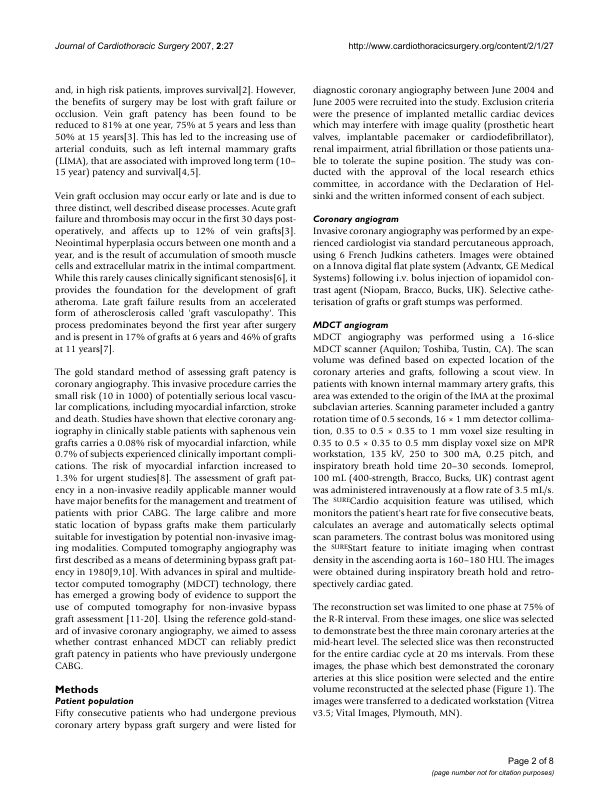 Journal of Cardiothoracic Surgery 2007, 2:27
http://www.cardiothoracicsurgery.org/content/2/1/27
and, in high risk patients, improves survival[2]. However,
the benefits of surgery may be lost with graft failure or
occlusion. Vein graft patency has been found to be
reduced to 81% at one year, 75% at 5 years and less than
50% at 15 years[3]. This has led to the increasing use of
arterial conduits, such as left internal mammary grafts
(LIMA), that are associated with improved long term (10–
15 year) patency and survival[4,5].
Vein graft occlusion may occur early or late and is due to
three distinct, well described disease processes. Acute graft
failure and thrombosis may occur in the first 30 days post-
operatively, and affects up to 12% of vein grafts[3].
Neointimal hyperplasia occurs between one month and a
year, and is the result of accumulation of smooth muscle
cells and extracellular matrix in the intimal compartment.
While this rarely causes clinically significant stenosis[6], it
provides the foundation for the development of graft
atheroma. Late graft failure results from an accelerated
form of atherosclerosis called 'graft vasculopathy'. This
process predominates beyond the first year after surgery
and is present in 17% of grafts at 6 years and 46% of grafts
at 11 years[7].
The gold standard method of assessing graft patency is
coronary angiography. This invasive procedure carries the
small risk (10 in 1000) of potentially serious local vascu-
lar complications, including myocardial infarction, stroke
and death. Studies have shown that elective coronary ang-
iography in clinically stable patients with saphenous vein
grafts carries a 0.08% risk of myocardial infarction, while
0.7% of subjects experienced clinically important compli-
cations. The risk of myocardial infarction increased to
1.3% for urgent studies[8]. The assessment of graft pat-
ency in a non-invasive readily applicable manner would
have major benefits for the management and treatment of
patients with prior CABG. The large calibre and more
static location of bypass grafts make them particularly
suitable for investigation by potential non-invasive imag-
ing modalities. Computed tomography angiography was
first described as a means of determining bypass graft pat-
ency in 1980[9,10]. With advances in spiral and multide-
tector computed tomography (MDCT) technology, there
has emerged a growing body of evidence to support the
use of computed tomography for non-invasive bypass
graft assessment [11-20]. Using the reference gold-stand-
ard of invasive coronary angiography, we aimed to assess
whether contrast enhanced MDCT can reliably predict
graft patency in patients who have previously undergone
CABG.
Methods
Patient population
Fifty consecutive patients who had undergone previous
coronary artery bypass graft surgery and were listed for
diagnostic coronary angiography between June 2004 and
June 2005 were recruited into the study. Exclusion criteria
were the presence of implanted metallic cardiac devices
which may interfere with image quality (prosthetic heart
valves, implantable pacemaker or cardiodefibrillator),
renal impairment, atrial fibrillation or those patients una-
ble to tolerate the supine position. The study was con-
ducted with the approval of the local research ethics
committee, in accordance with the Declaration of Hel-
sinki and the written informed consent of each subject.
Coronary angiogram
Invasive coronary angiography was performed by an expe-
rienced cardiologist via standard percutaneous approach,
using 6 French Judkins catheters. Images were obtained
on a Innova digital flat plate system (Advantx, GE Medical
Systems) following i.v. bolus injection of iopamidol con-
trast agent (Niopam, Bracco, Bucks, UK). Selective cathe-
terisation of grafts or graft stumps was performed.
MDCT angiogram
MDCT angiography was performed using a 16-slice
MDCT scanner (Aquilon; Toshiba, Tustin, CA). The scan
volume was defined based on expected location of the
coronary arteries and grafts, following a scout view. In
patients with known internal mammary artery grafts, this
area was extended to the origin of the IMA at the proximal
subclavian arteries. Scanning parameter included a gantry
rotation time of 0.5 seconds, 16 × 1 mm detector collima-
tion, 0.35 to 0.5 × 0.35 to 1 mm voxel size resulting in
0.35 to 0.5 × 0.35 to 0.5 mm display voxel size on MPR
workstation, 135 kV, 250 to 300 mA, 0.25 pitch, and
inspiratory breath hold time 20–30 seconds. Iomeprol,
100 mL (400-strength, Bracco, Bucks, UK) contrast agent
was administered intravenously at a flow rate of 3.5 mL/s.
The SURECardio acquisition feature was utilised, which
monitors the patient's heart rate for five consecutive beats,
calculates an average and automatically selects optimal
scan parameters. The contrast bolus was monitored using
the SUREStart feature to initiate imaging when contrast
density in the ascending aorta is 160–180 HU. The images
were obtained during inspiratory breath hold and retro-
spectively cardiac gated.
The reconstruction set was limited to one phase at 75% of
the R-R interval. From these images, one slice was selected
to demonstrate best the three main coronary arteries at the
mid-heart level. The selected slice was then reconstructed
for the entire cardiac cycle at 20 ms intervals. From these
images, the phase which best demonstrated the coronary
arteries at this slice position were selected and the entire
volume reconstructed at the selected phase (Figure 1). The
images were transferred to a dedicated workstation (Vitrea
v3.5; Vital Images, Plymouth, MN).
Page 2 of 8
(page number not for citation purposes)